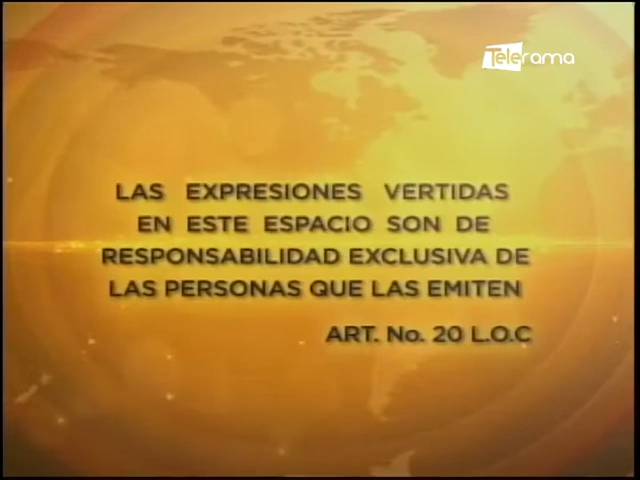 Telerama
LAS EXPRESIONES VERTIDAS
EN ESTE ESPACIO SON DE
RESPONSABILIDAD EXCLUSIVA DE
LAS PERSONAS QUE LAS EMITEN
ART. No. 20 L.O.C